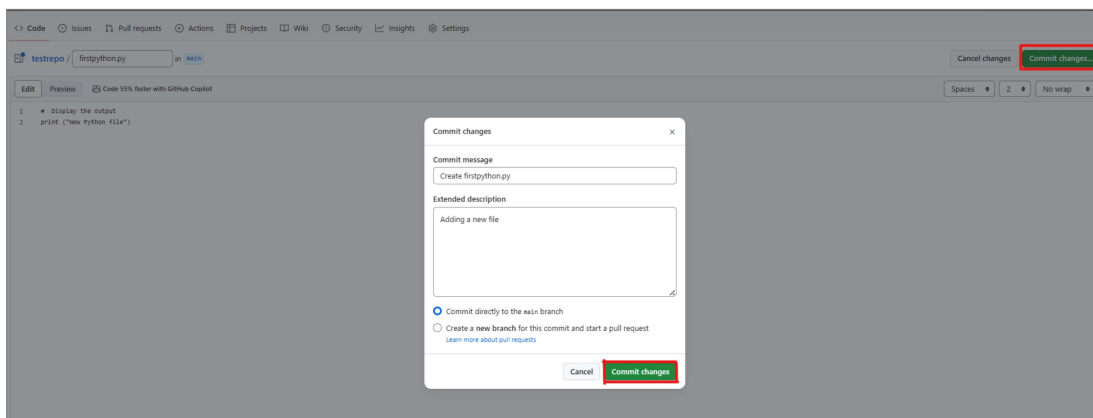 <> Code Issues Pull requests Actions Projects Wiki Security Insights Settings
testrepo / firstpython.py in main Cancel changes Commit changes...
Edit Preview Code 55% faster with GitHub Copilot Spaces 2 No wrap
1 # Display the output
2 print ("New Python file")
Commit changes ×
Commit message
Create firstpython.py
Extended description
Adding a new file
Commit directly to the main branch
Create a new branch for this commit and start a pull request
Learn more about pull requests
Cancel Commit changes